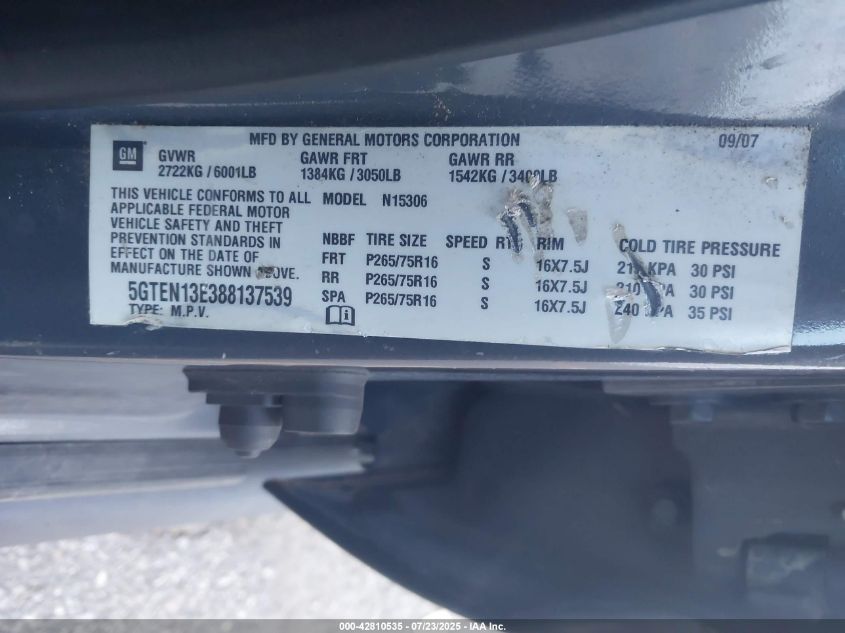 MFD BY GENERAL MOTORS CORPORATION 09/07
GM GVWR GAWR FRT GAWR RR
2722KG / 6001LB 1384KG / 3050LB 1542KG / 3400LB
THIS VEHICLE CONFORMS TO ALL
APPLICABLE FEDERAL MOTOR
VEHICLE SAFETY AND THEFT
PREVENTION STANDARDS IN
EFFECT ON THE DATE OF
MANUFACTURE SHOWN ABOVE.
5GTEN13E388137539
TYPE: M.P.V.
MODEL N15306
NBBF TIRE SIZE SPEED RIM COLD TIRE PRESSURE
FRT P265/75R16 S 16X7.5J KPA 30 PSI
RR P265/75R16 S 16X7.5J 210 30 PSI
SPA P265/75R16 S 16X7.5J 240 35 PSI
000-42810535 - 07/23/2025 - IAA Inc.